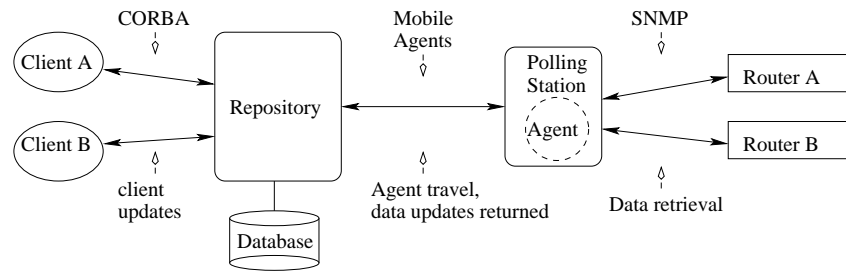 CORBA
Mobile
Agents
SNMP
Client A
Client B
Repository
Polling
Station
Agent
Router A
Router B
client
updates
Agent travel,
data updates returned
Data retrieval
Database